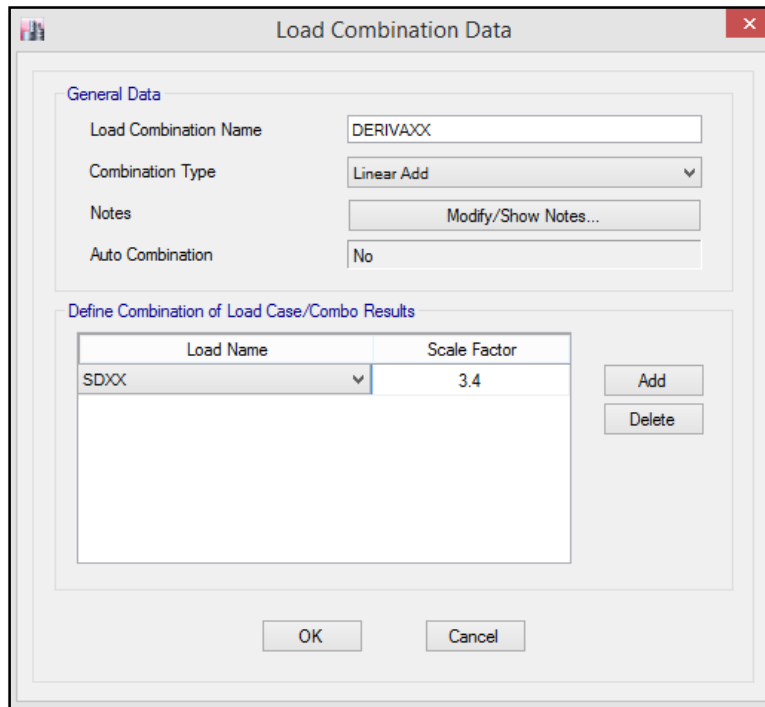 Load Combination Data
General Data
Load Combination Name DERIVAXX
Combination Type Linear Add
Notes Modify/Show Notes...
Auto Combination No
Define Combination of Load Case/Combo Results
Load Name Scale Factor
SDXX 3.4 Add
Delete
OK Cancel